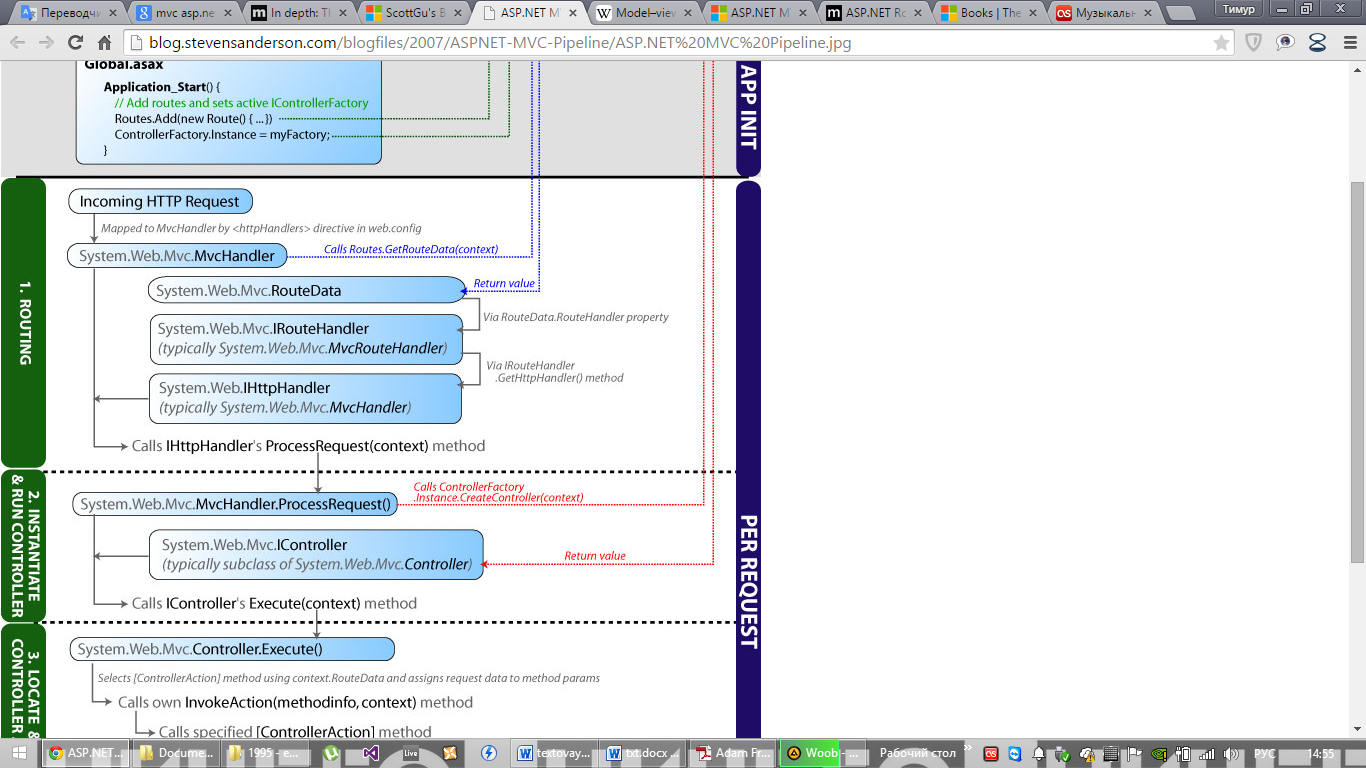 Переводчи
mvc asp.ne
In depth: Th
ScottGu's B
ASP.NET M
Model–view
ASP.NET M
ASP.NET Ro
Books | The
Музыкальн
Тимур
blog.stevensanderson.com/blogfiles/2007/ASPNET-MVC-Pipeline/ASP.NET%20MVC%20Pipeline.jpg
Global.asax
Application_Start() {
// Add routes and sets active IControllerFactory
Routes.Add(new Route() { ... })
ControllerFactory.Instance = myFactory;
}
APP INIT
1. ROUTING
Incoming HTTP Request
Mapped to MvcHandler by <httpHandlers> directive in web.config
System.Web.Mvc.MvcHandler
Calls Routes.GetRouteData(context)
System.Web.Mvc.RouteData
Return value
Via RouteData.RouteHandler property
System.Web.Mvc.IRouteHandler
(typically System.Web.Mvc.MvcRouteHandler)
Via IRouteHandler
.GetHttpHandler() method
System.Web.IHttpHandler
(typically System.Web.Mvc.MvcHandler)
Calls IHttpHandler's ProcessRequest(context) method
PER REQUEST
2. INSTANTIATE
& RUN CONTROLLER
System.Web.Mvc.MvcHandler.ProcessRequest()
Calls ControllerFactory
.Instance.CreateController(context)
System.Web.Mvc.IController
(typically subclass of System.Web.Mvc.Controller)
Return value
Calls IController's Execute(context) method
3. LOCATE &
CONTROLLER
System.Web.Mvc.Controller.Execute()
Selects [ControllerAction] method using context.RouteData and assigns request data to method params
Calls own InvokeAction(methodinfo, context) method
Calls specified [ControllerAction] method
ASP.NET...
Docume...
1995 - e...
Live
textovay...
txt.docx ...
Adam Fr...
Woob - ...
Рабочий стол
РУС
14:55